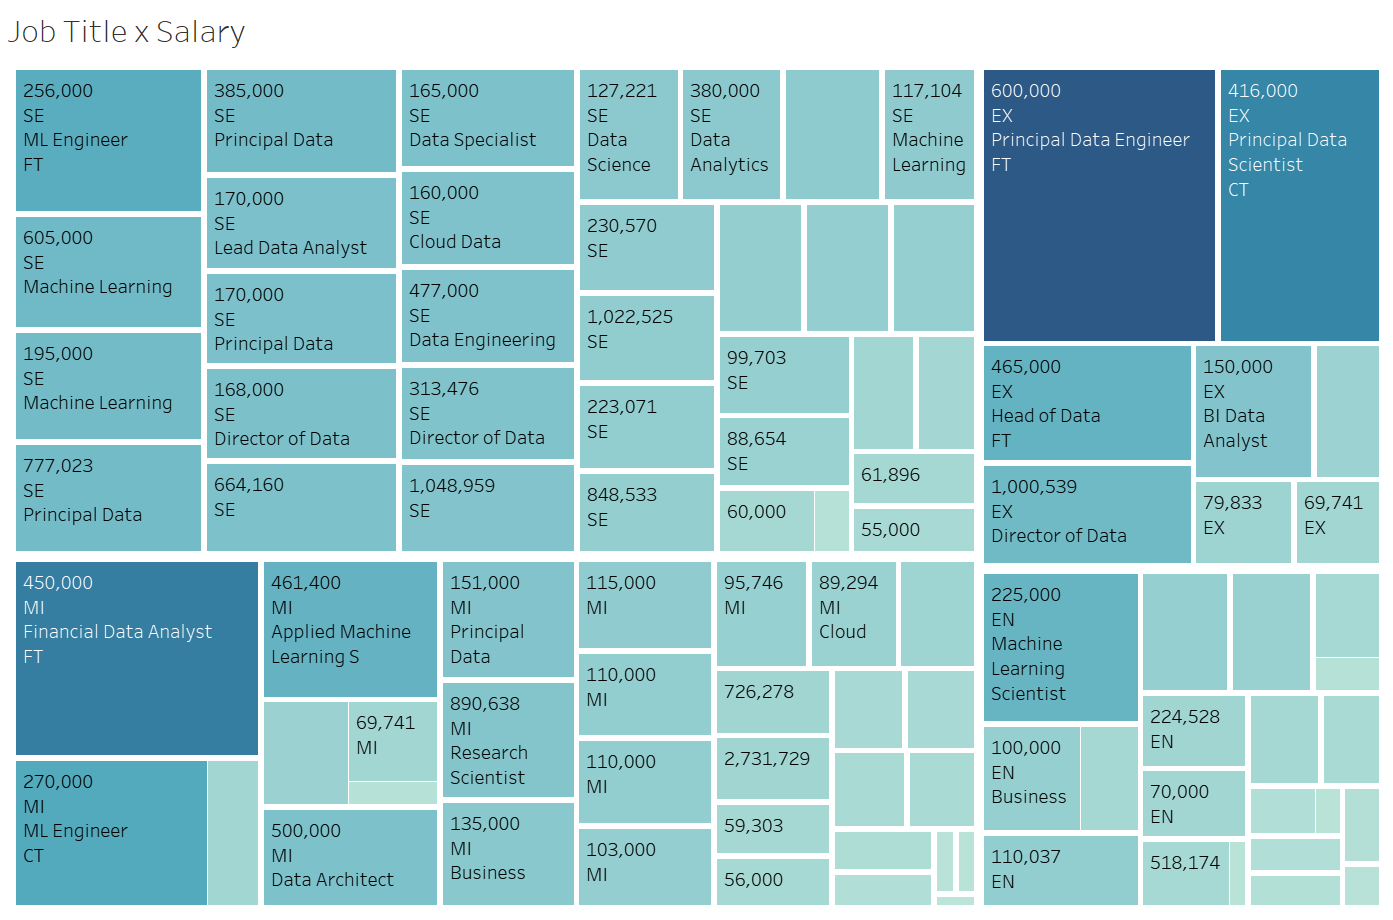 Job Title x Salary
256,000
SE
ML Engineer
FT
605,000
SE
Machine Learning
195,000
SE
Machine Learning
777,023
SE
Principal Data
385,000
SE
Principal Data
170,000
SE
Lead Data Analyst
170,000
SE
Principal Data
168,000
SE
Director of Data
664,160
SE
165,000
SE
Data Specialist
160,000
SE
Cloud Data
477,000
SE
Data Engineering
313,476
SE
Director of Data
1,048,959
SE
127,221
SE
Data
Science
380,000
SE
Data
Analytics
117,104
SE
Machine
Learning
230,570
SE
1,022,525
SE
223,071
SE
848,533
SE
99,703
SE
88,654
SE
60,000
61,896
55,000
600,000
EX
Principal Data Engineer
FT
416,000
EX
Principal Data
Scientist
CT
465,000
EX
Head of Data
FT
1,000,539
EX
Director of Data
150,000
EX
BI Data
Analyst
79,833
EX
69,741
EX
450,000
MI
Financial Data Analyst
FT
270,000
MI
ML Engineer
CT
461,400
MI
Applied Machine
Learning S
69,741
MI
500,000
MI
Data Architect
151,000
MI
Principal
Data
890,638
MI
Research
Scientist
135,000
MI
Business
115,000
MI
110,000
MI
110,000
MI
103,000
MI
95,746
MI
89,294
MI
Cloud
726,278
2,731,729
59,303
56,000
225,000
EN
Machine
Learning
Scientist
100,000
EN
Business
110,037
EN
224,528
EN
70,000
EN
518,174